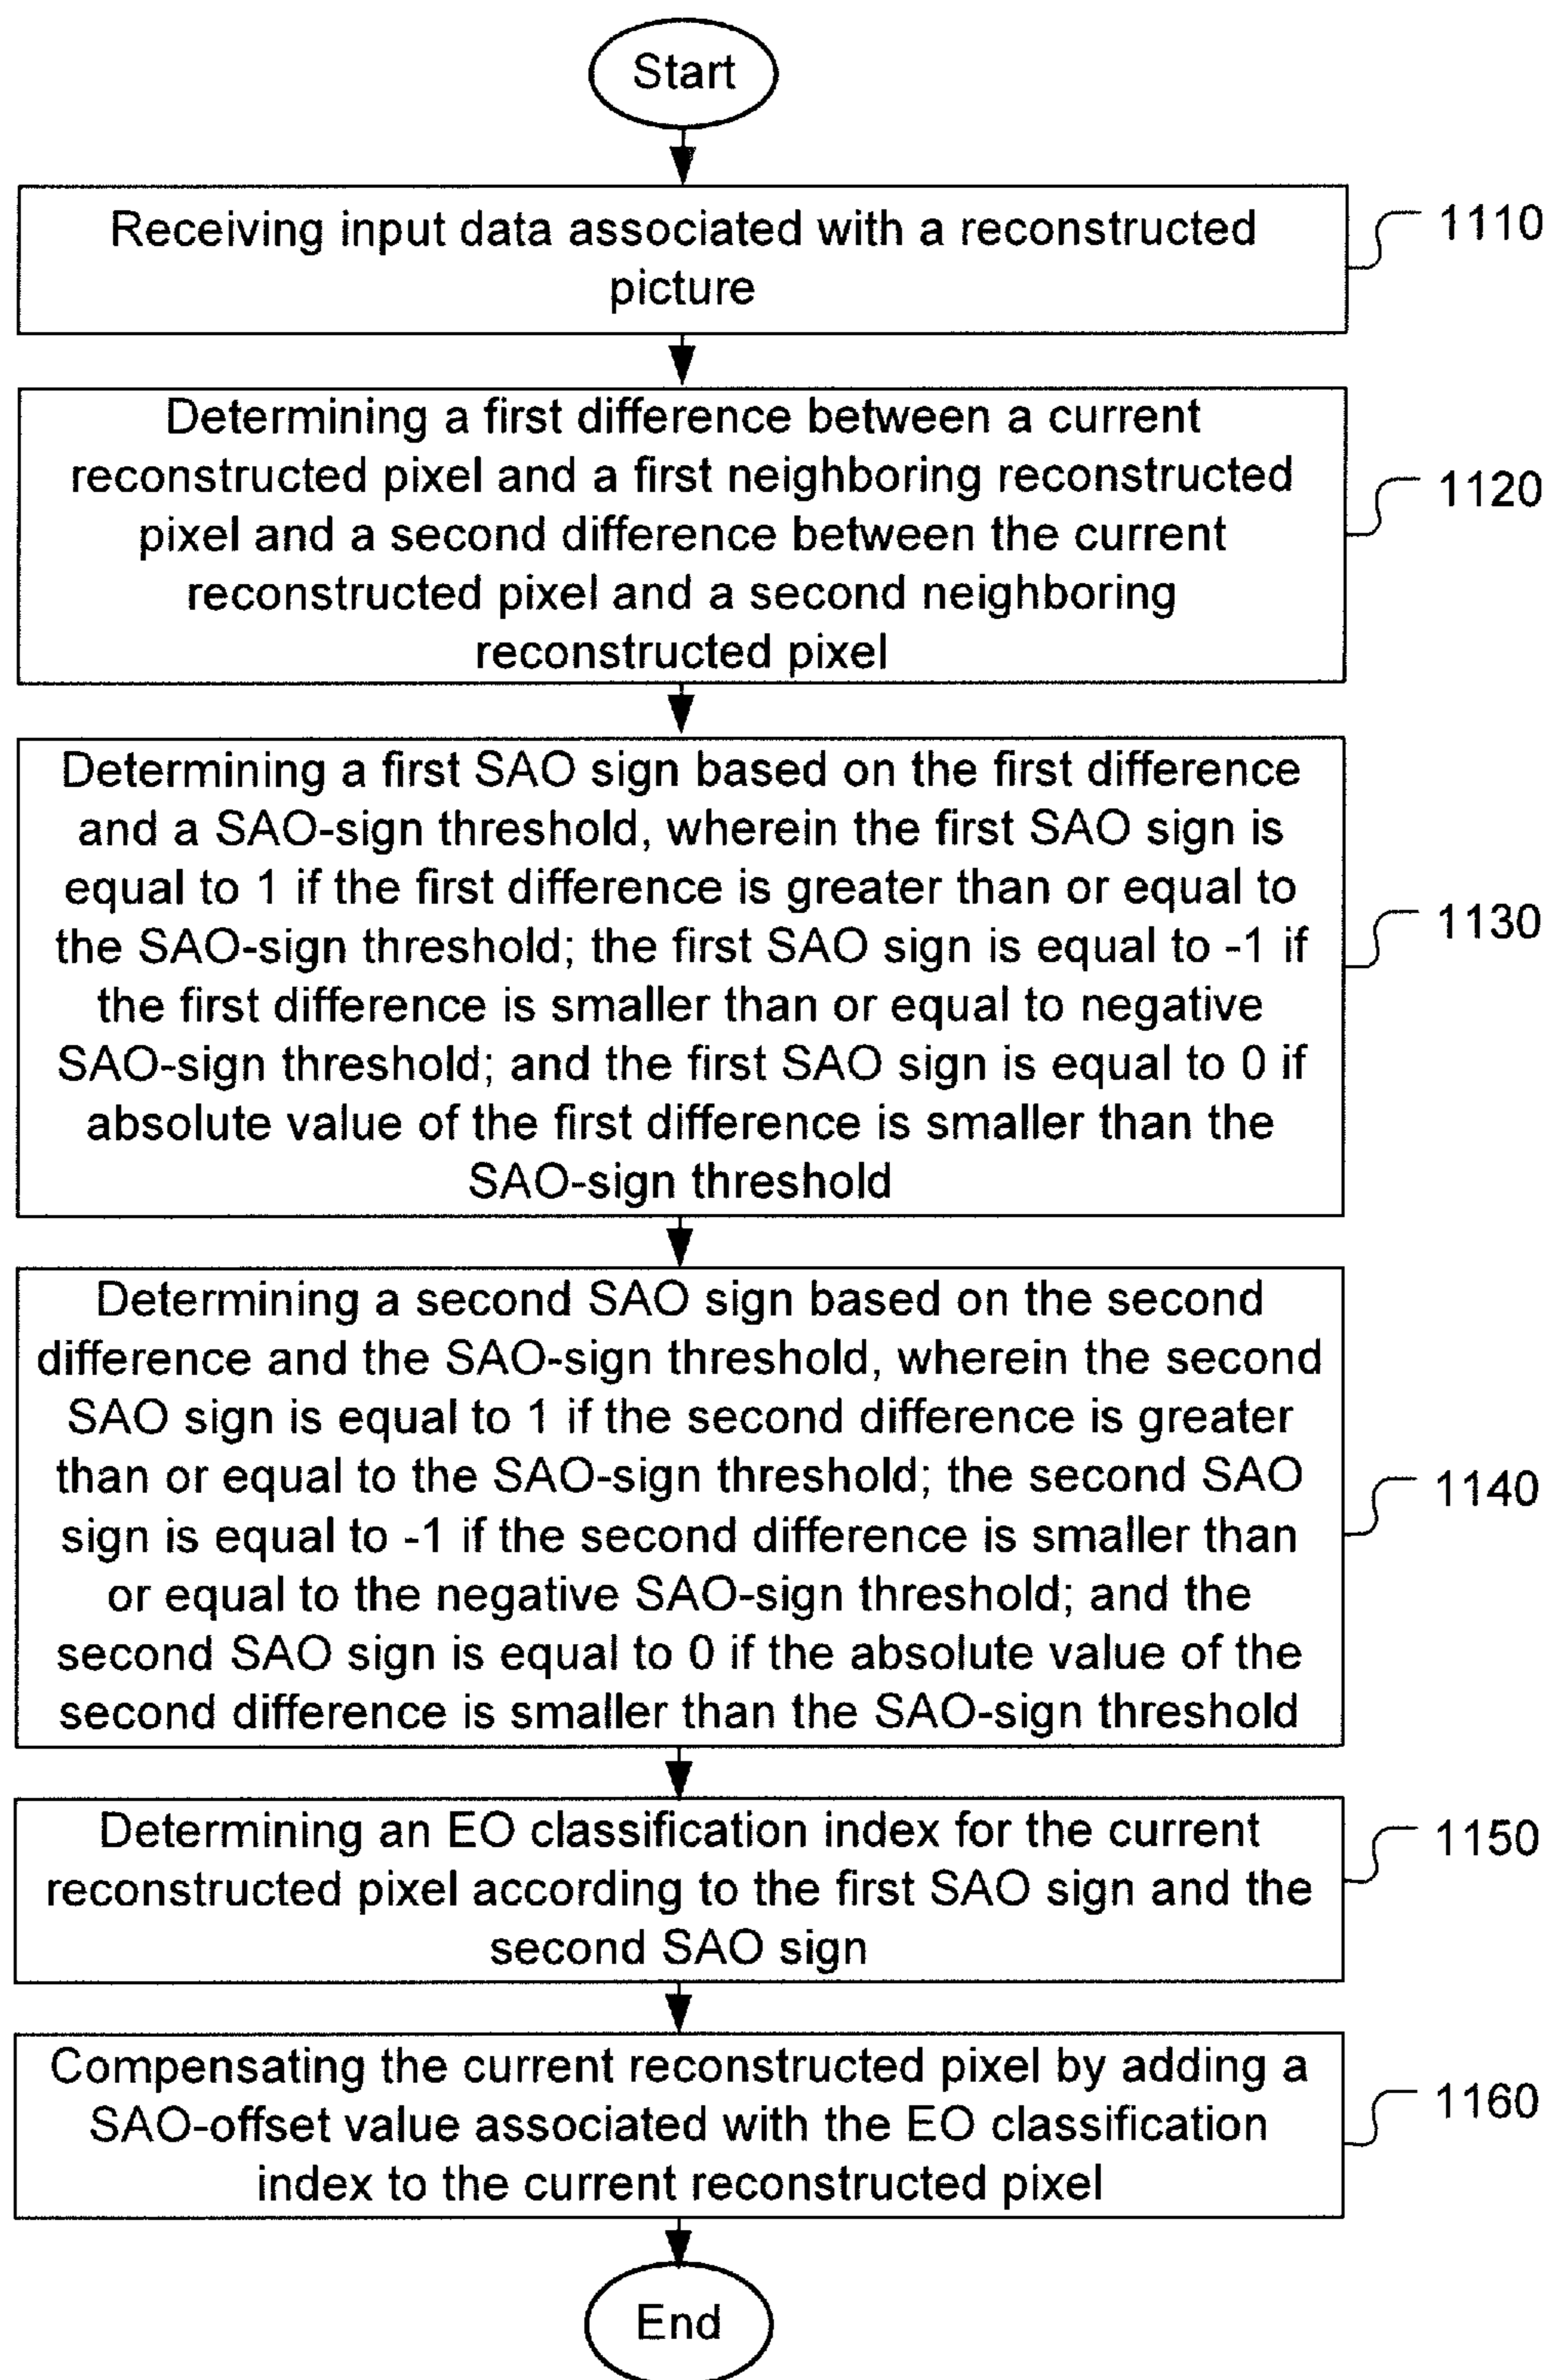 Start
Receiving input data associated with a reconstructed
picture
1110
Determining a first difference between a current
reconstructed pixel and a first neighboring reconstructed
pixel and a second difference between the current
reconstructed pixel and a second neighboring
reconstructed pixel
1120
Determining a first SAO sign based on the first difference
and a SAO-sign threshold, wherein the first SAO sign is
equal to 1 if the first difference is greater than or equal to
the SAO-sign threshold; the first SAO sign is equal to -1 if
the first difference is smaller than or equal to negative
SAO-sign threshold; and the first SAO sign is equal to 0 if
absolute value of the first difference is smaller than the
SAO-sign threshold
1130
Determining a second SAO sign based on the second
difference and the SAO-sign threshold, wherein the second
SAO sign is equal to 1 if the second difference is greater
than or equal to the SAO-sign threshold; the second SAO
sign is equal to -1 if the second difference is smaller than
or equal to the negative SAO-sign threshold; and the
second SAO sign is equal to 0 if the absolute value of the
second difference is smaller than the SAO-sign threshold
1140
Determining an EO classification index for the current
reconstructed pixel according to the first SAO sign and the
second SAO sign
1150
Compensating the current reconstructed pixel by adding a
SAO-offset value associated with the EO classification
index to the current reconstructed pixel
1160
End